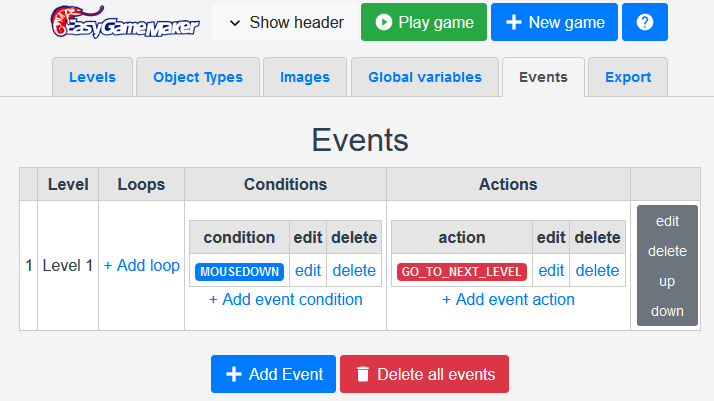 EasyGameMaker Show header Play game New game
Levels Object Types Images Global variables Events Export
Events
Level Loops Conditions Actions
condition edit delete action edit delete
1 Level 1 + Add loop MOUSEDOWN edit delete GO_TO_NEXT_LEVEL edit delete
+ Add event condition + Add event action
edit
delete
up
down
Add Event Delete all events